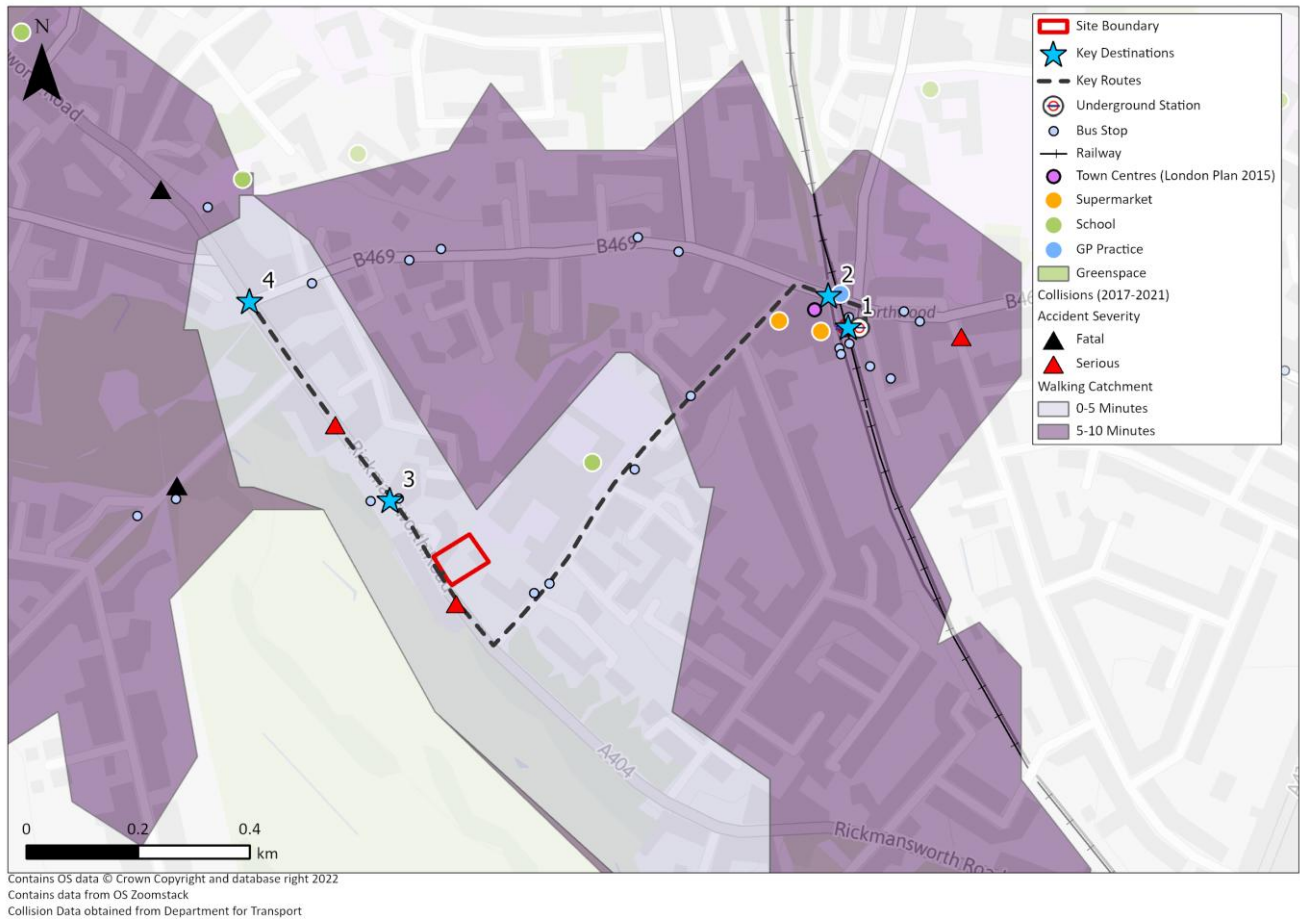 N
worth Road
B469
B469
B46
Northwood
Rickmansworth Road
A404
Rickmansworth Road
4
3
2
1
Site Boundary
Key Destinations
Key Routes
Underground Station
Bus Stop
Railway
Town Centres (London Plan 2015)
Supermarket
School
GP Practice
Greenspace
Collisions (2017-2021)
Accident Severity
Fatal
Serious
Walking Catchment
0-5 Minutes
5-10 Minutes
0 0.2 0.4
km
Contains OS data © Crown Copyright and database right 2022
Contains data from OS Zoomstack
Collision Data obtained from Department for Transport